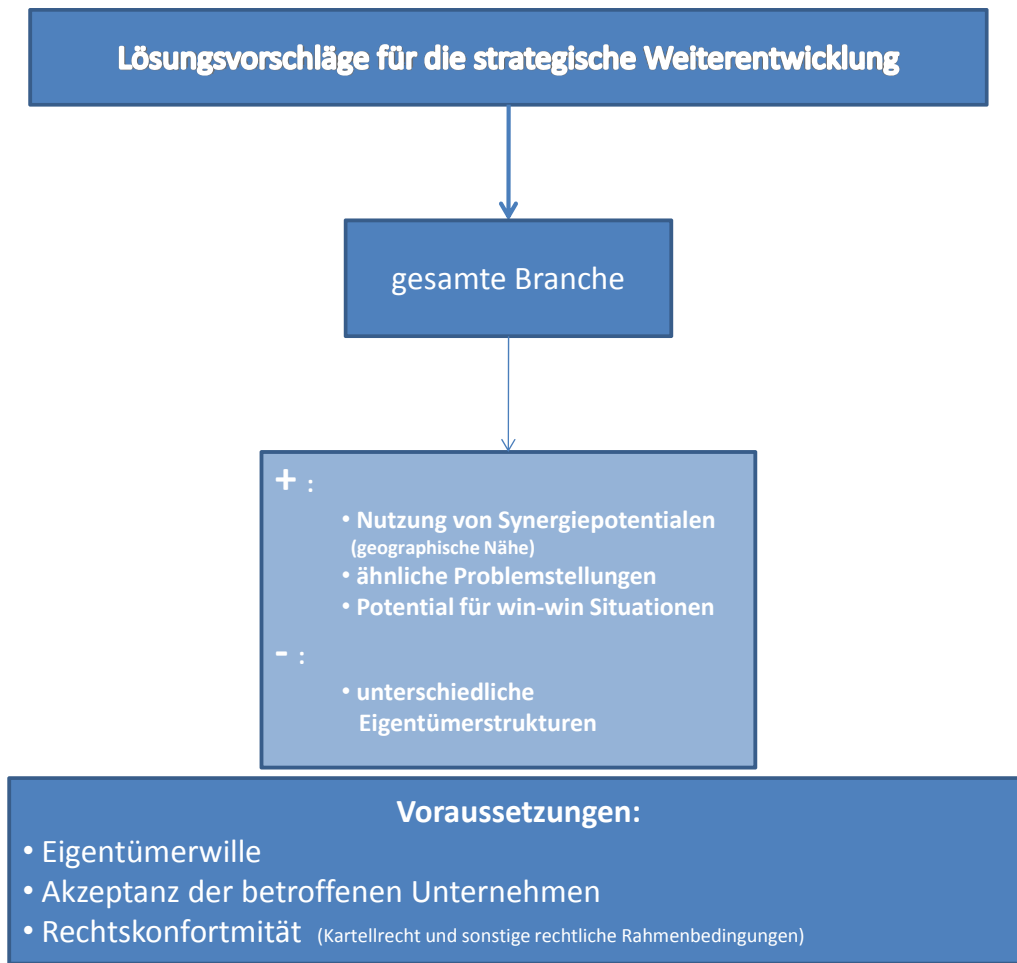 Lösungsvorschläge für die strategische Weiterentwicklung
gesamte Branche
+ :
• Nutzung von Synergiepotentialen
(geographische Nähe)
• ähnliche Problemstellungen
• Potential für win-win Situationen
- :
• unterschiedliche
Eigentümerstrukturen
Voraussetzungen:
• Eigentümerwille
• Akzeptanz der betroffenen Unternehmen
• Rechtskonfortmität (Kartellrecht und sonstige rechtliche Rahmenbedingungen)